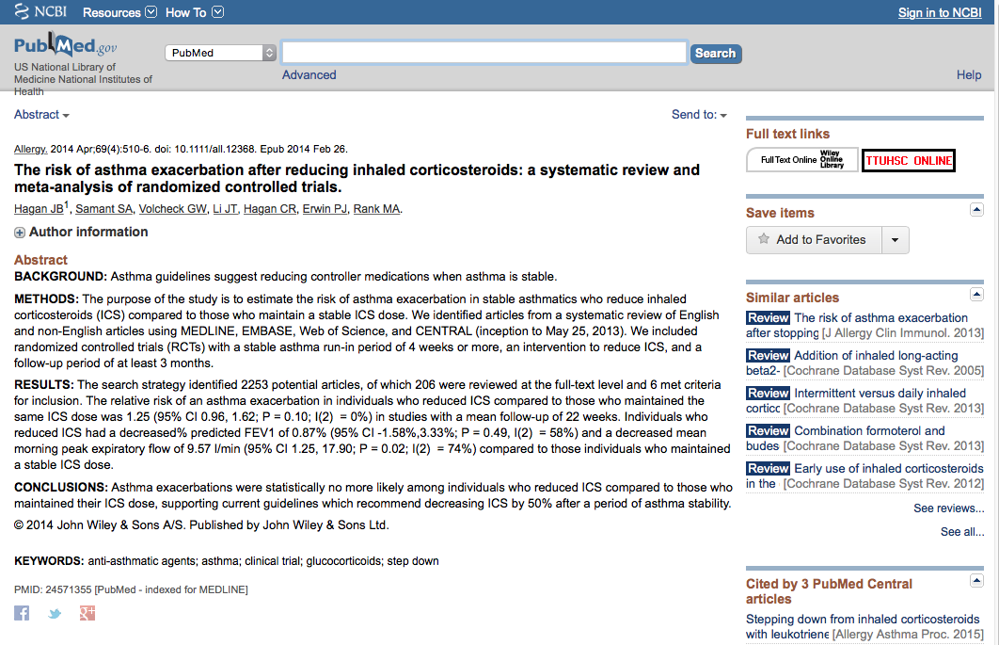 NCBI Resources How To Sign in to NCBI
PubMed.gov
US National Library of
Medicine National Institutes of
Health
PubMed
Search
Advanced
Help
Abstract
Send to:
Allergy. 2014 Apr;69(4):510-6. doi: 10.1111/all.12368. Epub 2014 Feb 26.
The risk of asthma exacerbation after reducing inhaled corticosteroids: a systematic review and
meta-analysis of randomized controlled trials.
Hagan JB1, Samant SA, Volcheck GW, Li JT, Hagan CR, Erwin PJ, Rank MA.
Author information
Abstract
BACKGROUND: Asthma guidelines suggest reducing controller medications when asthma is stable.
METHODS: The purpose of the study is to estimate the risk of asthma exacerbation in stable asthmatics who reduce inhaled
corticosteroids (ICS) compared to those who maintain a stable ICS dose. We identified articles from a systematic review of English
and non-English articles using MEDLINE, EMBASE, Web of Science, and CENTRAL (inception to May 25, 2013). We included
randomized controlled trials (RCTs) with a stable asthma run-in period of 4 weeks or more, an intervention to reduce ICS, and a
follow-up period of at least 3 months.
RESULTS: The search strategy identified 2253 potential articles, of which 206 were reviewed at the full-text level and 6 met criteria
for inclusion. The relative risk of an asthma exacerbation in individuals who reduced ICS compared to those who maintained the
same ICS dose was 1.25 (95% CI 0.96, 1.62; P = 0.10; I(2) = 0%) in studies with a mean follow-up of 22 weeks. Individuals who
reduced ICS had a decreased% predicted FEV1 of 0.87% (95% CI -1.58%,3.33%; P = 0.49, I(2) = 58%) and a decreased mean
morning peak expiratory flow of 9.57 l/min (95% CI 1.25, 17.90; P = 0.02; I(2) = 74%) compared to those individuals who maintained
a stable ICS dose.
CONCLUSIONS: Asthma exacerbations were statistically no more likely among individuals who reduced ICS compared to those who
maintained their ICS dose, supporting current guidelines which recommend decreasing ICS by 50% after a period of asthma stability.
© 2014 John Wiley & Sons A/S. Published by John Wiley & Sons Ltd.
KEYWORDS: anti-asthmatic agents; asthma; clinical trial; glucocorticoids; step down
PMID: 24571355 [PubMed - indexed for MEDLINE]
Full text links
Full Text Online Wiley Online Library
TTUHSC ONLINE
Save items
Add to Favorites
Similar articles
Review The risk of asthma exacerbation
after stopping [J Allergy Clin Immunol. 2013]
Review Addition of inhaled long-acting
beta2- [Cochrane Database Syst Rev. 2005]
Review Intermittent versus daily inhaled
cortico [Cochrane Database Syst Rev. 2013]
Review Combination formoterol and
budes [Cochrane Database Syst Rev. 2013]
Review Early use of inhaled corticosteroids
in the [Cochrane Database Syst Rev. 2012]
See reviews...
See all...
Cited by 3 PubMed Central
articles
Stepping down from inhaled corticosteroids
with leukotriene [Allergy Asthma Proc. 2015]